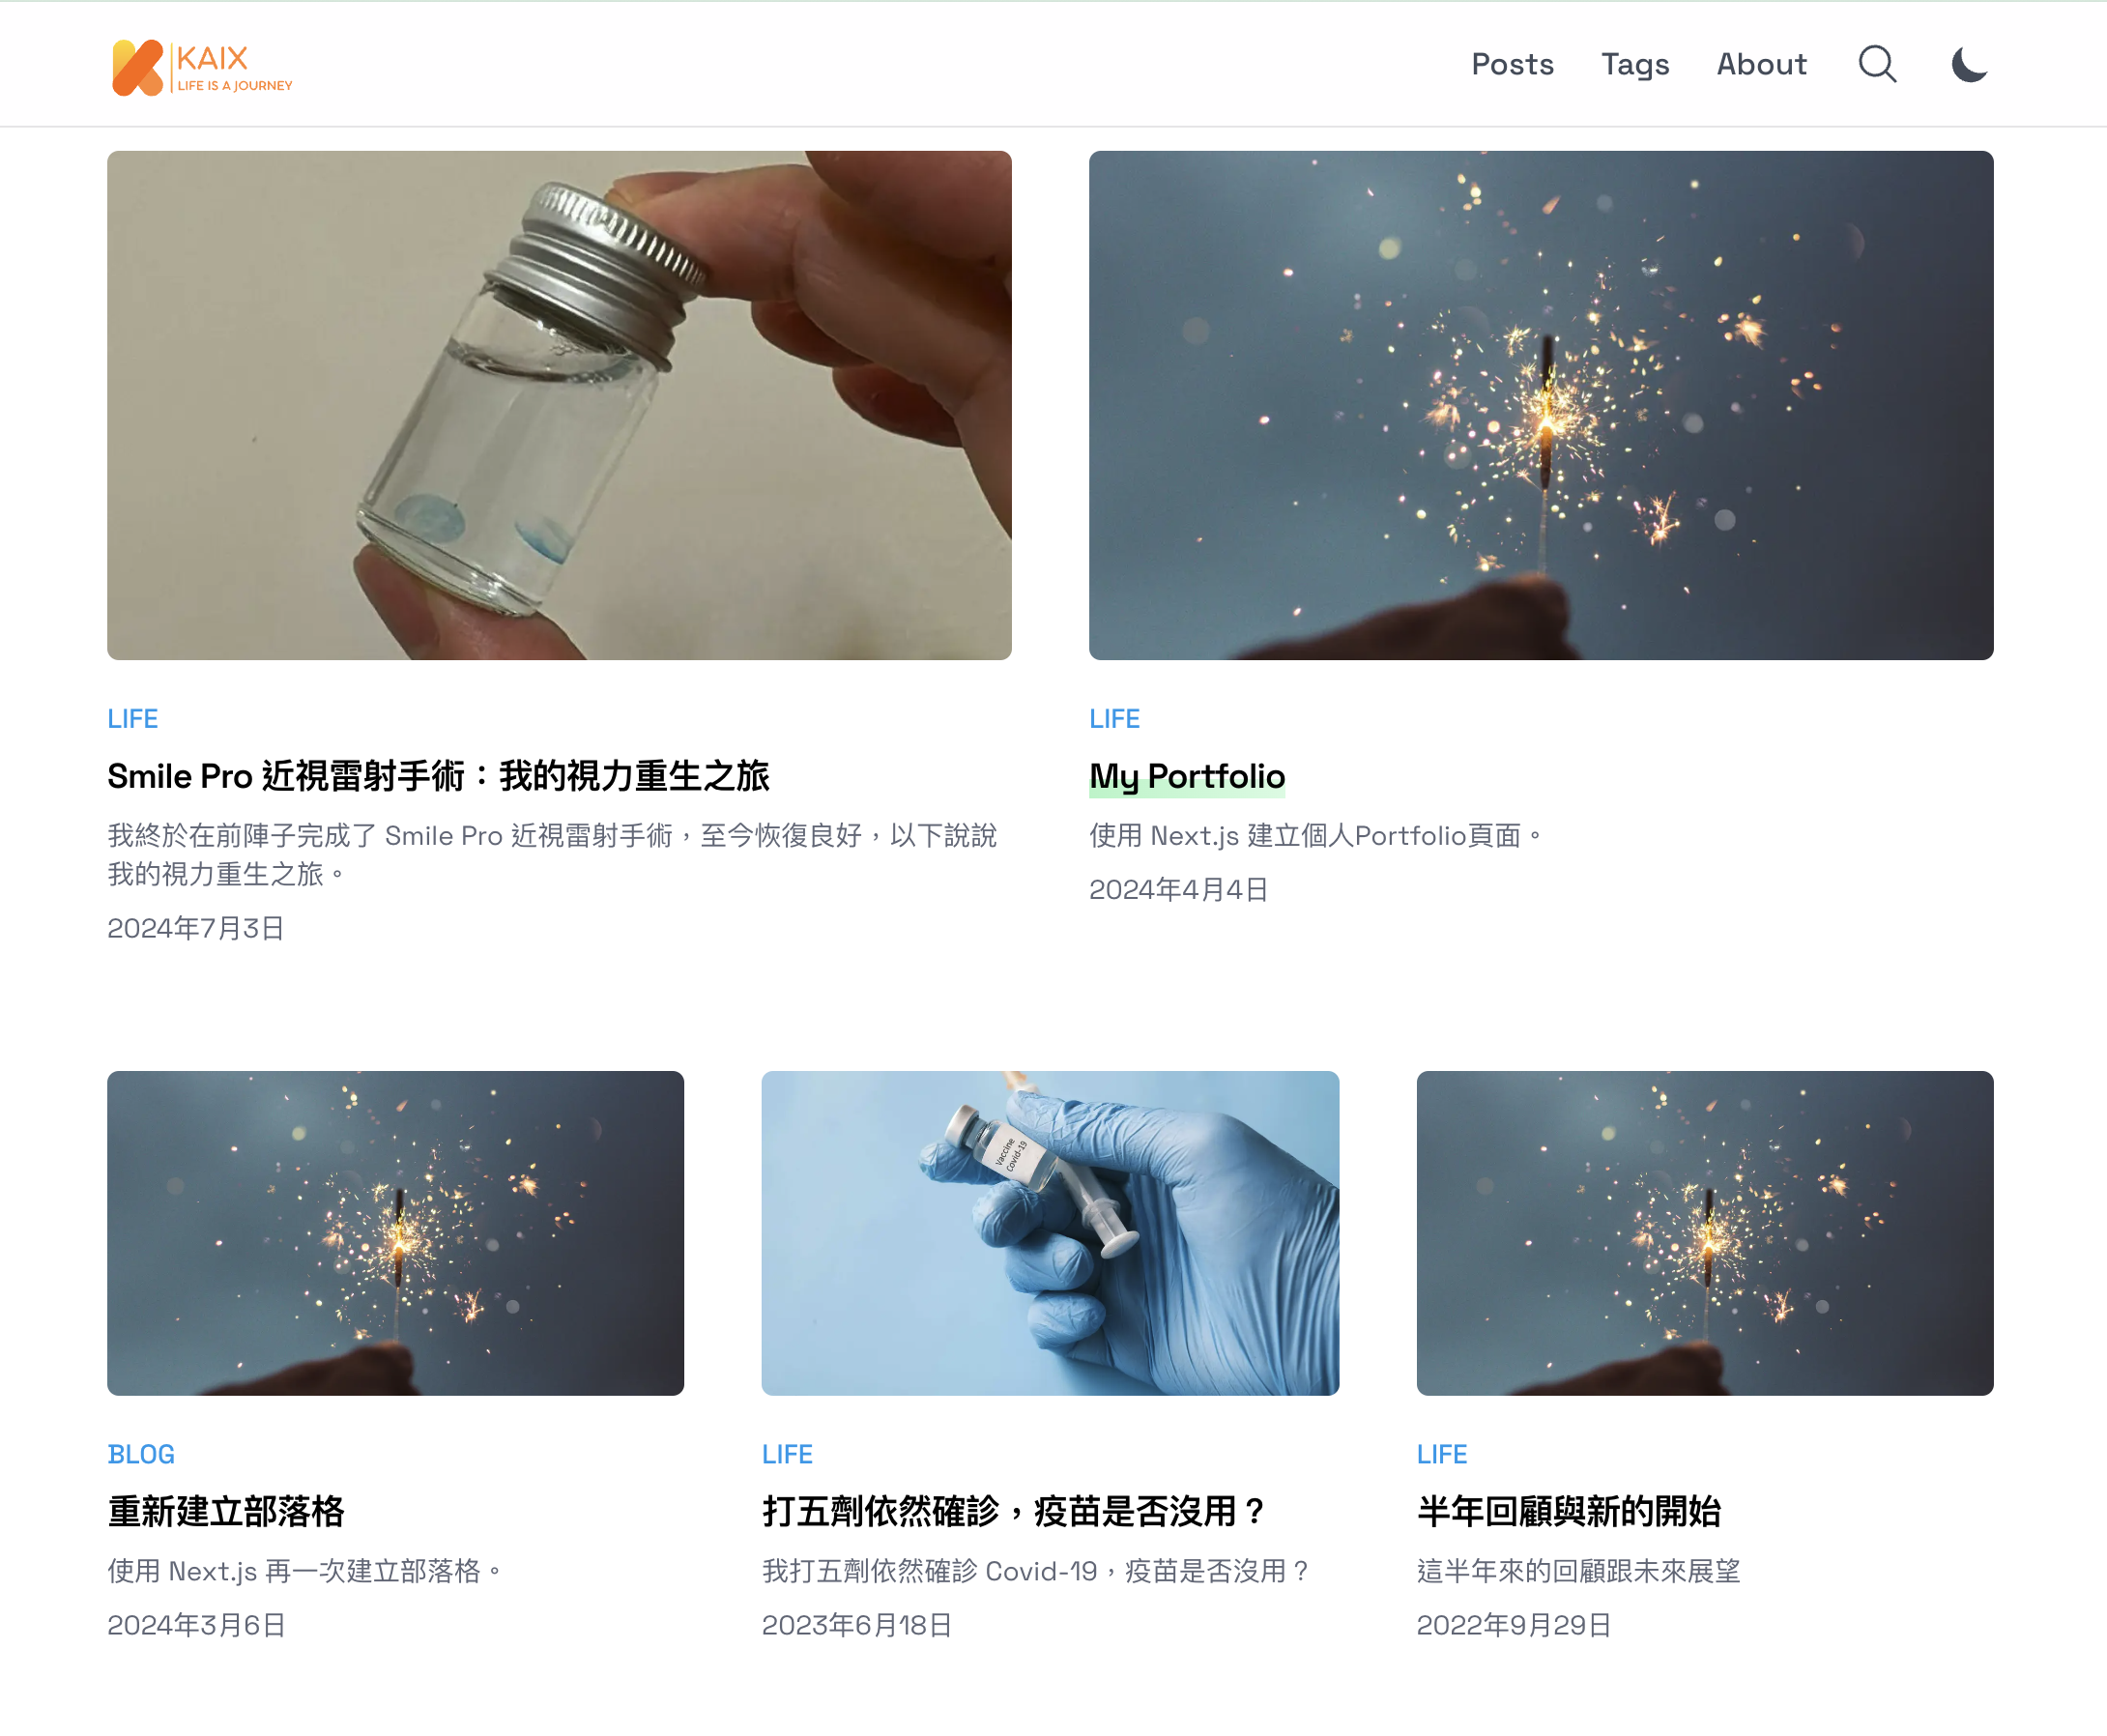 KAIX
LIFE IS A JOURNEY
Posts
Tags
About
LIFE
Smile Pro 近視雷射手術：我的視力重生之旅
我終於在前陣子完成了 Smile Pro 近視雷射手術，至今恢復良好，以下說說
我的視力重生之旅。
2024年7月3日
LIFE
My Portfolio
使用 Next.js 建立個人Portfolio頁面。
2024年4月4日
BLOG
重新建立部落格
使用 Next.js 再一次建立部落格。
2024年3月6日
Vaccine
Covid-19
LIFE
打五劑依然確診，疫苗是否沒用？
我打五劑依然確診 Covid-19，疫苗是否沒用？
2023年6月18日
LIFE
半年回顧與新的開始
這半年來的回顧跟未來展望
2022年9月29日